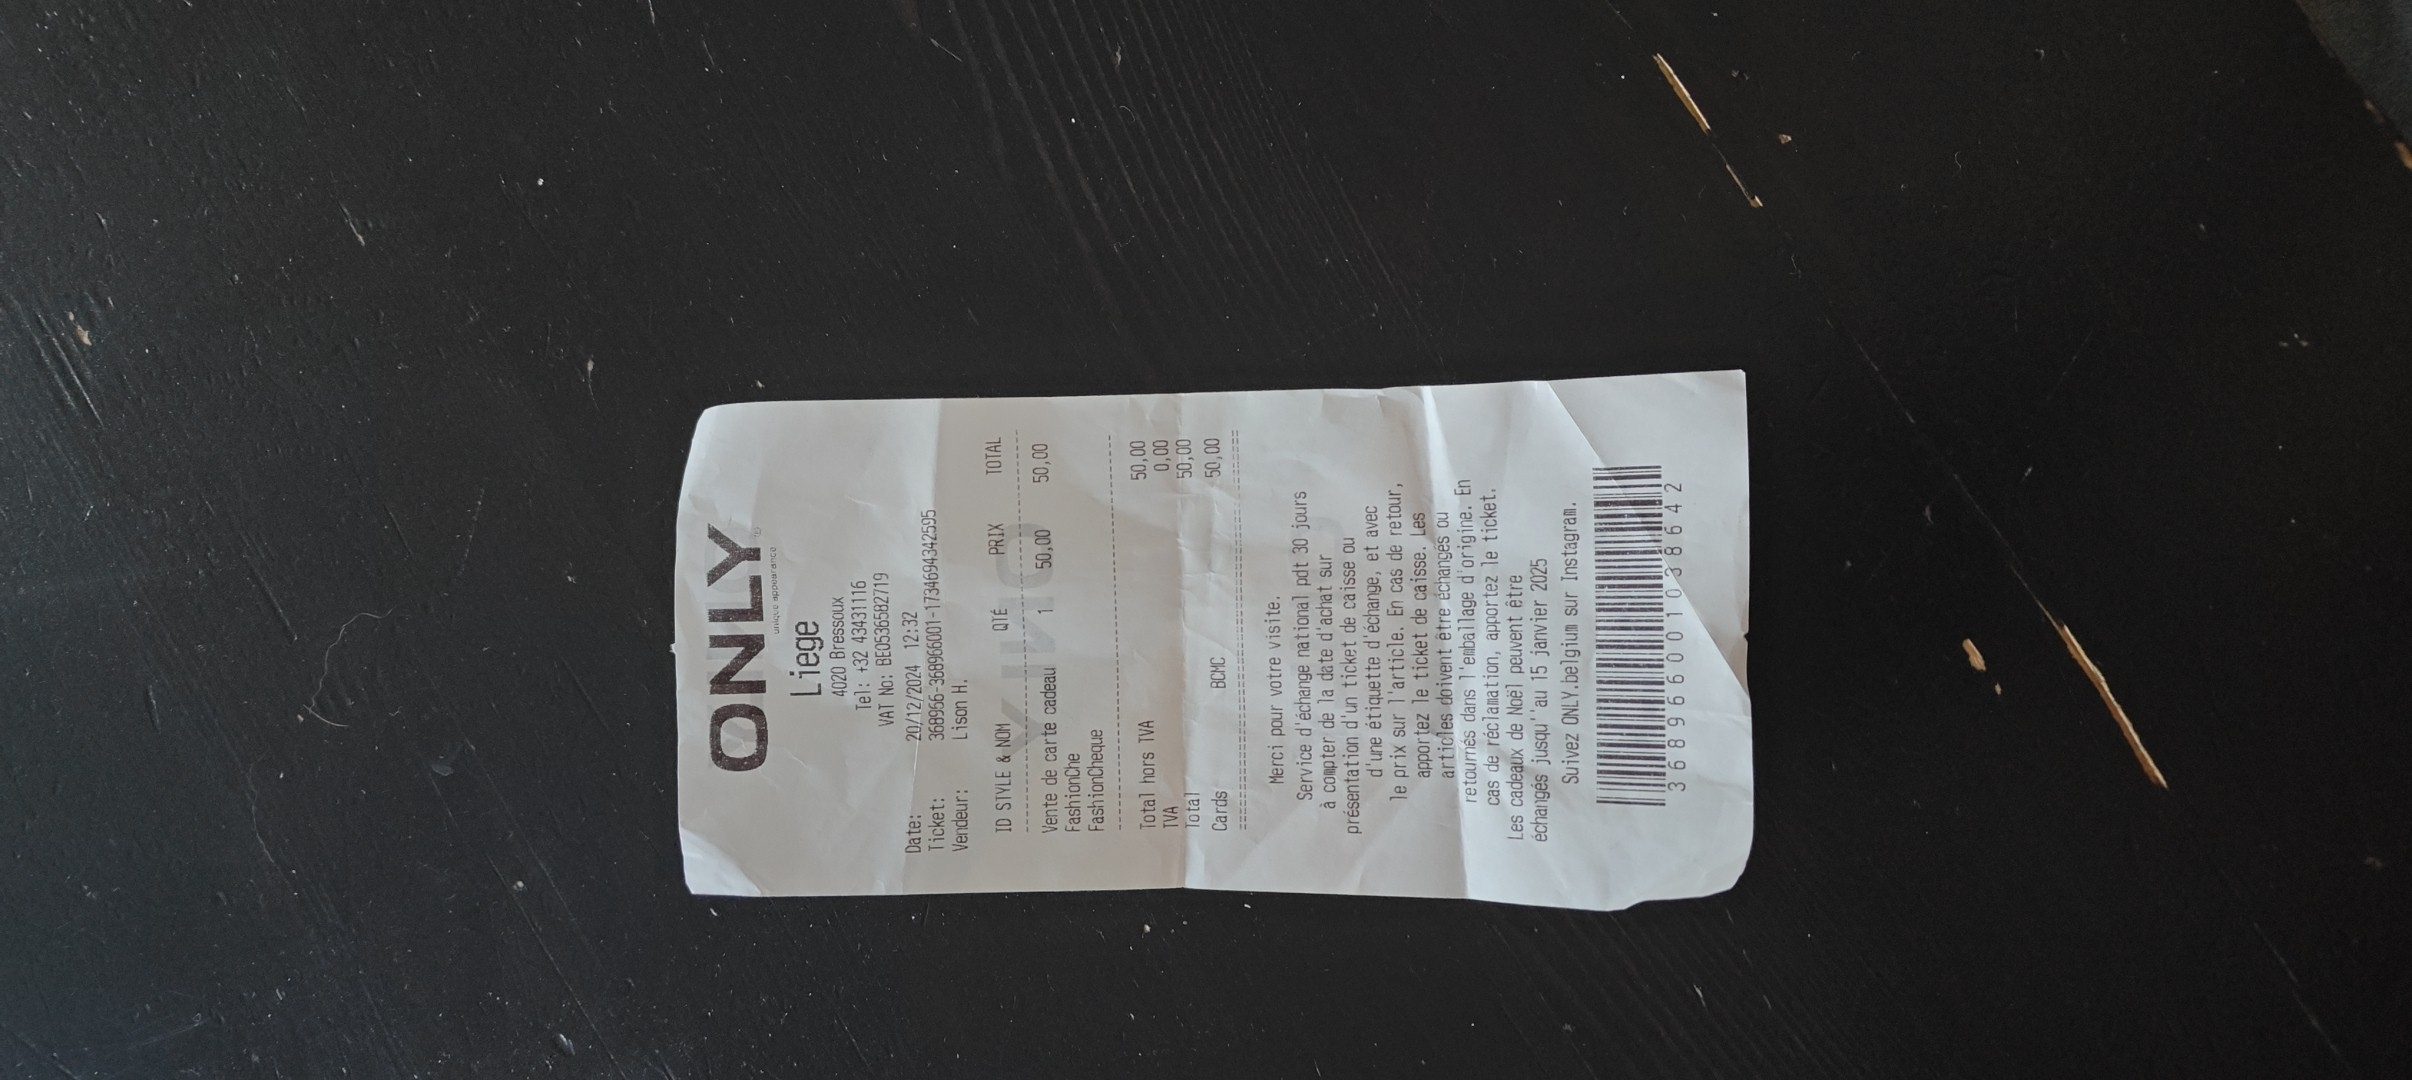 ONLY
unique appearance
Liege
4020 Bressoux
Tel: +32 43431116
VAT No: BE0536582719
Date: 20/12/2024 12:32
Ticket: 368966-368966001-1734694342595
Vendeur: Lison H.
ID STYLE & NOM QTÉ PRIX TOTAL
Vente de carte cadeau 1 50,00 50,00
FashionChe
FashionCheque
Total hors TVA 50,00
TVA 0,00
Total 50,00
Cards BCMC 50,00
Merci pour votre visite.
Service d'échange national pdt 30 jours
à compter de la date d'achat sur
présentation d'un ticket de caisse ou
d'une étiquette d'échange, et avec
le prix sur l'article. En cas de retour,
apportez le ticket de caisse. Les
articles doivent être échangés ou
retournés dans l'emballage d'origine. En
cas de réclamation, apportez le ticket.
Les cadeaux de Noël peuvent être
échangés jusqu''au 15 janvier 2025
Suivez ONLY.belgium sur Instagram.
368966001038642